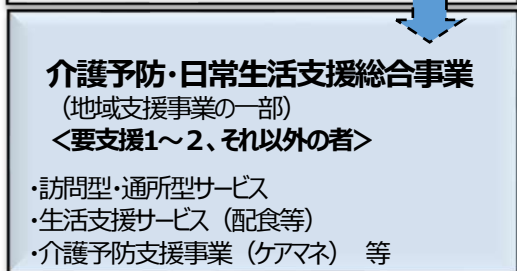 介護予防・日常生活支援総合事業
（地域支援事業の一部）
＜要支援1～2、それ以外の者＞
・訪問型・通所型サービス
・生活支援サービス（配食等）
・介護予防支援事業（ケアマネ）　等